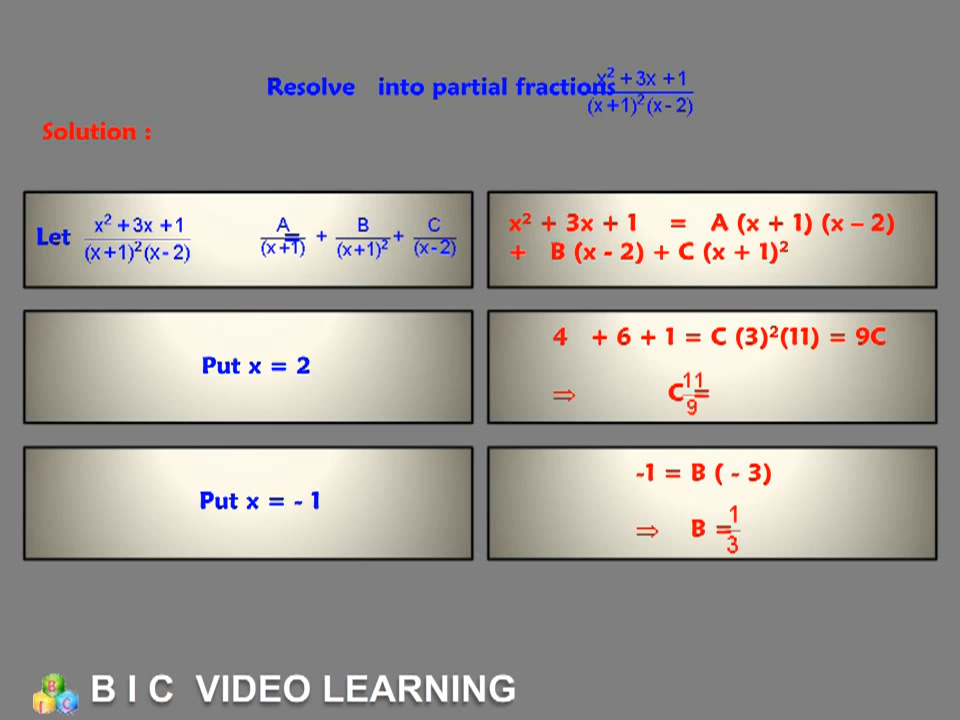 Resolve into partial fractions x² + 3x + 1 / (x + 1)² (x - 2)
Solution :
Let x² + 3x + 1 / (x + 1)² (x - 2) = A / (x + 1) + B / (x + 1)² + C / (x - 2)
x² + 3x + 1 = A (x + 1) (x – 2)
+ B (x - 2) + C (x + 1)²
Put x = 2
4 + 6 + 1 = C (3)²(11) = 9C
⇒ C = 11 / 9
Put x = - 1
-1 = B ( - 3)
⇒ B = 1 / 3
B I C VIDEO LEARNING